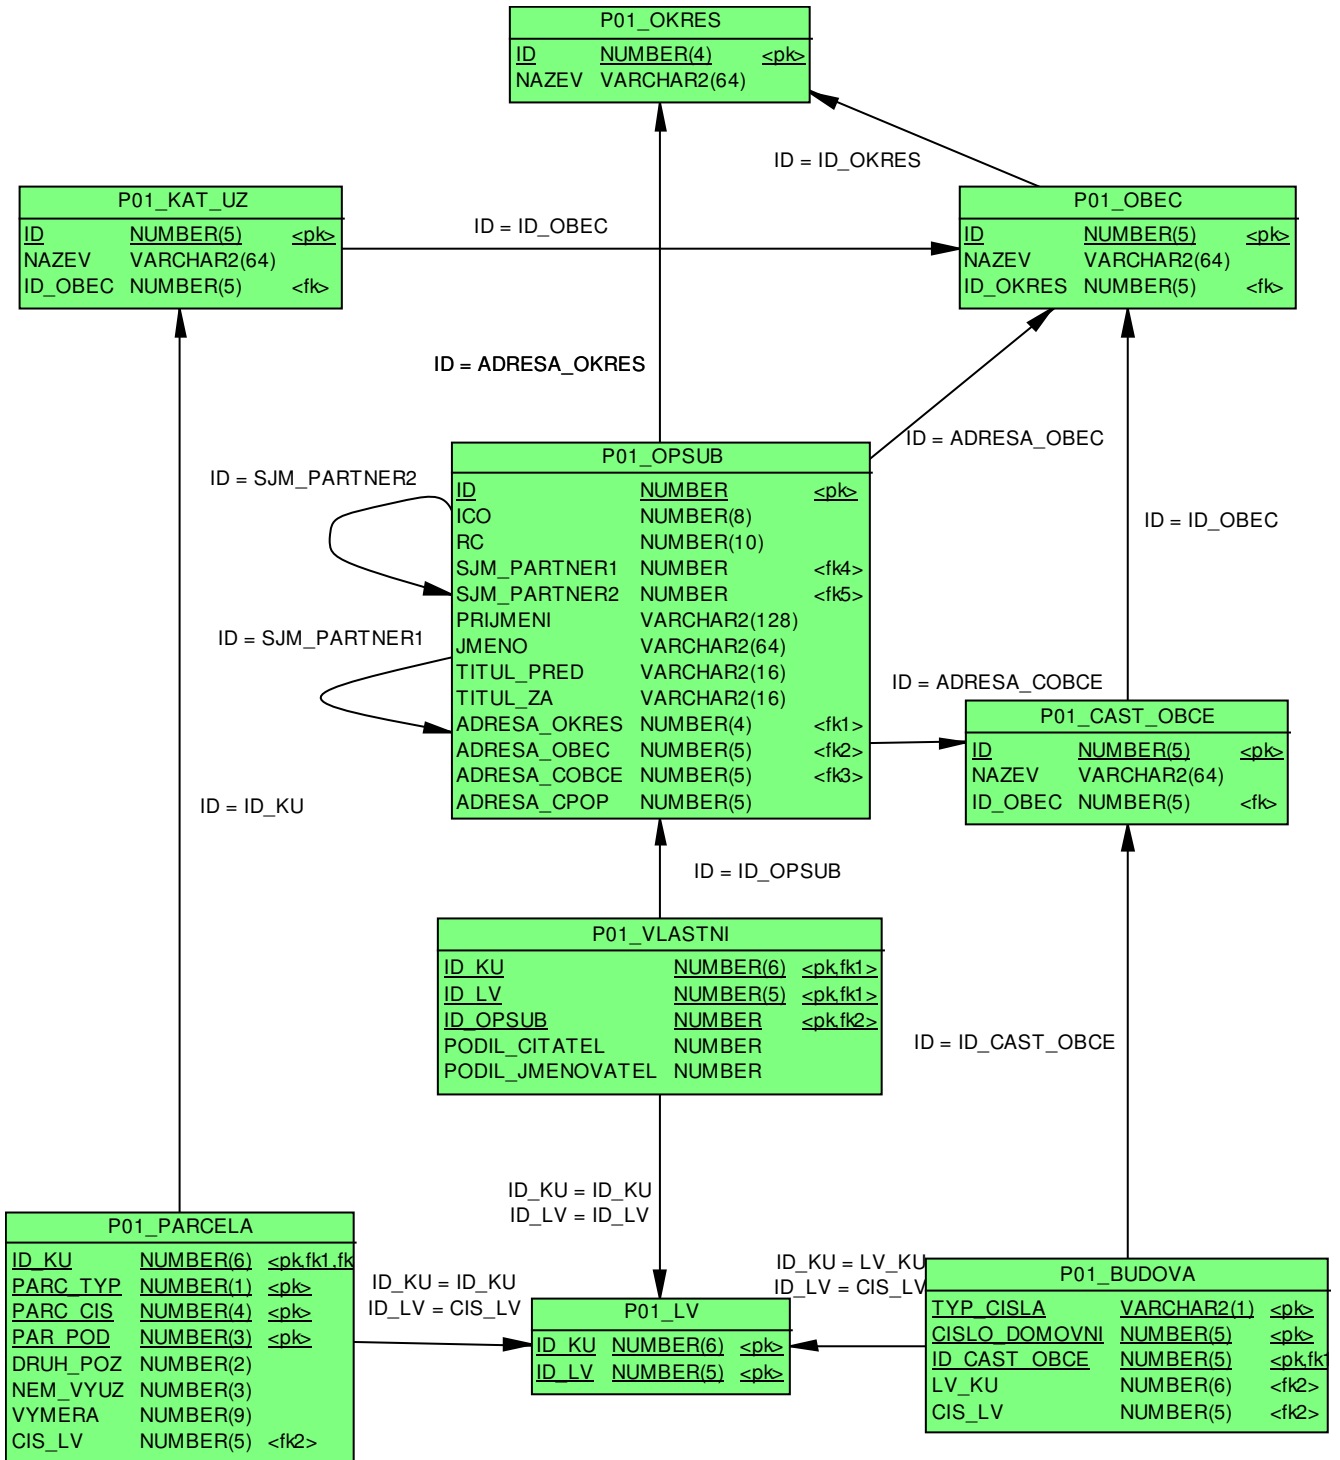 P01_OKRES
ID NUMBER(4) <pk>
NAZEV VARCHAR2(64)
ID = ID_OKRES
P01_KAT_UZ
ID NUMBER(5) <pk>
NAZEV VARCHAR2(64)
ID_OBEC NUMBER(5) <fk>
ID = ID_OBEC
P01_OBEC
ID NUMBER(5) <pk>
NAZEV VARCHAR2(64)
ID_OKRES NUMBER(5) <fk>
ID = ADRESA_OKRES
ID = ADRESA_OBEC
ID = SJM_PARTNER2
P01_OPSUB
ID NUMBER <pk>
ICO NUMBER(8)
RC NUMBER(10)
SJM_PARTNER1 NUMBER <fk4>
SJM_PARTNER2 NUMBER <fk5>
PRIJMENI VARCHAR2(128)
JMENO VARCHAR2(64)
TITUL_PRED VARCHAR2(16)
TITUL_ZA VARCHAR2(16)
ADRESA_OKRES NUMBER(4) <fk1>
ADRESA_OBEC NUMBER(5) <fk2>
ADRESA_COBCE NUMBER(5) <fk3>
ADRESA_CPOP NUMBER(5)
ID = ID_OBEC
ID = SJM_PARTNER1
ID = ADRESA_COBCE
P01_CAST_OBCE
ID NUMBER(5) <pk>
NAZEV VARCHAR2(64)
ID_OBEC NUMBER(5) <fk>
ID = ID_KU
ID = ID_OPSUB
P01_VLASTNI
ID_KU NUMBER(6) <pk,fk1>
ID_LV NUMBER(5) <pk,fk1>
ID_OPSUB NUMBER <pk,fk2>
PODIL_CITATEL NUMBER
PODIL_JMENOVATEL NUMBER
ID = ID_CAST_OBCE
ID_KU = ID_KU
ID_LV = ID_LV
P01_PARCELA
ID_KU NUMBER(6) <pk,fk1,fk
PARC_TYP NUMBER(1) <pk>
PARC_CIS NUMBER(4) <pk>
PAR_POD NUMBER(3) <pk>
DRUH_POZ NUMBER(2)
NEM_VYUZ NUMBER(3)
VYMERA NUMBER(9)
CIS_LV NUMBER(5) <fk2>
ID_KU = ID_KU
ID_LV = CIS_LV
P01_LV
ID_KU NUMBER(6) <pk>
ID_LV NUMBER(5) <pk>
ID_KU = LV_KU
ID_LV = CIS_LV
P01_BUDOVA
TYP_CISLA VARCHAR2(1) <pk>
CISLO_DOMOVNI NUMBER(5) <pk>
ID_CAST_OBCE NUMBER(5) <pk,fk1
LV_KU NUMBER(6) <fk2>
CIS_LV NUMBER(5) <fk2>